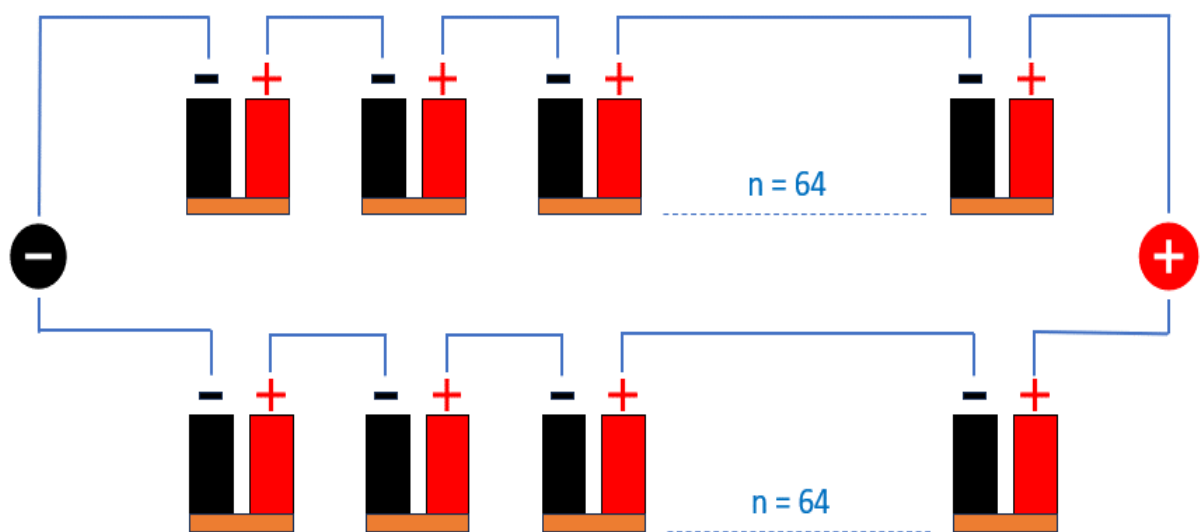 - + - + - + - +
n = 64
- +
- + - + - + - +
n = 64